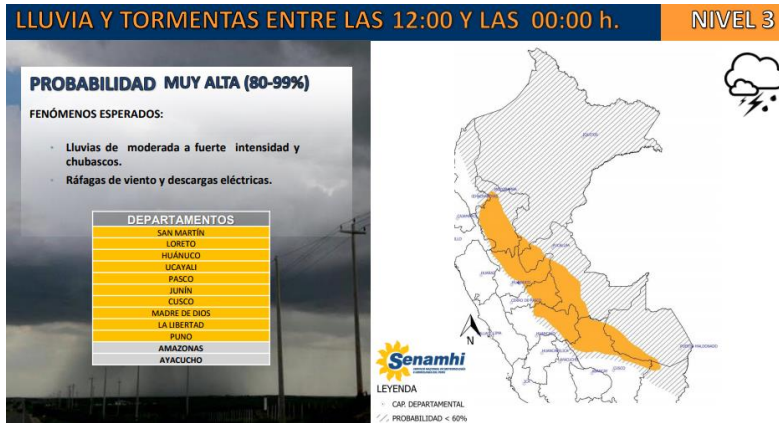 LLUVIA Y TORMENTAS ENTRE LAS 12:00 Y LAS 00:00 h.
NIVEL 3
PROBABILIDAD MUY ALTA (80-99%)
FENÓMENOS ESPERADOS:
Lluvias de moderada a fuerte intensidad y
chubascos.
Ráfagas de viento y descargas eléctricas.
DEPARTAMENTOS
SAN MARTÍN
LORETO
HUÁNUCO
UCAYALI
PASCO
JUNÍN
CUSCO
MADRE DE DIOS
LA LIBERTAD
PUNO
AMAZONAS
AYACUCHO
N
Senamhi
LEYENDA
CAP. DEPARTAMENTAL
PROBABILIDAD < 60%